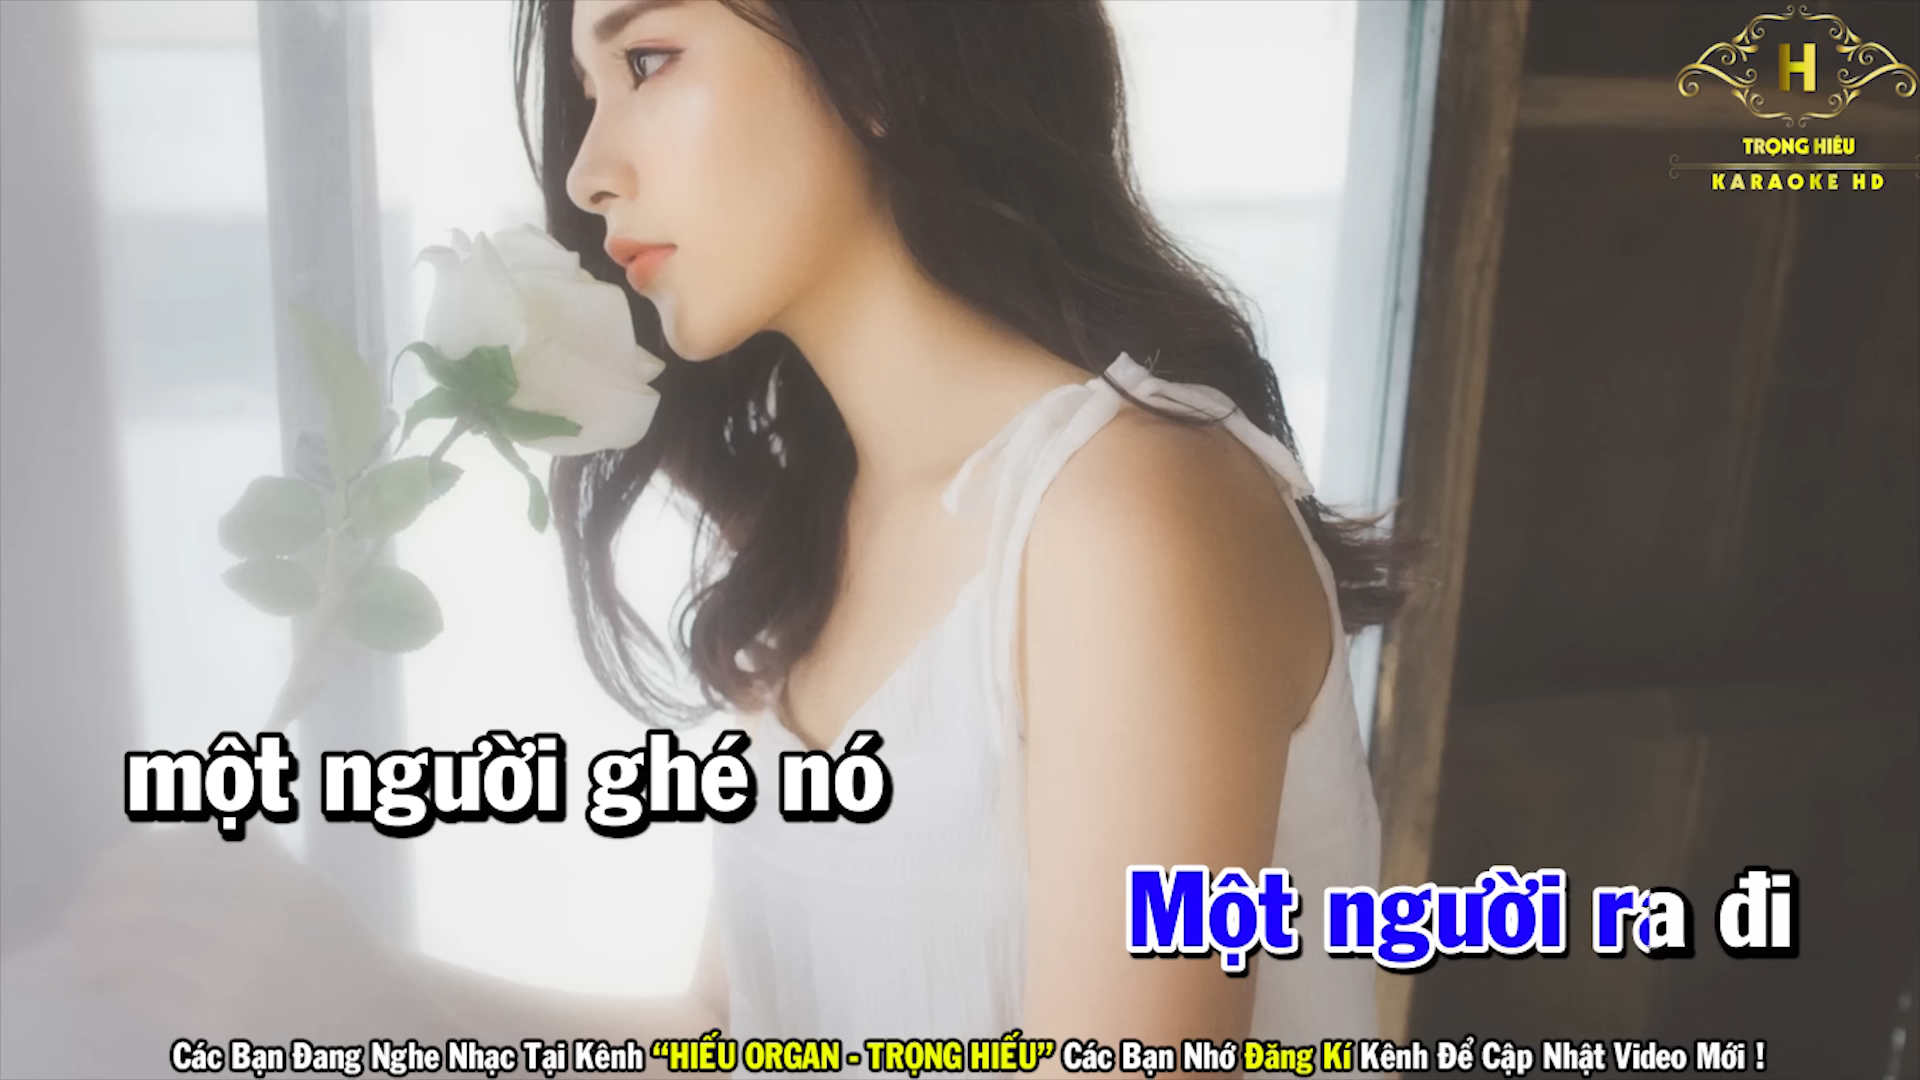 H
TRỌNG HIẾU
KARAOKE HD
một người ghé nó
Một người ra đi
Các Bạn Đang Nghe Nhạc Tại Kênh “HIẾU ORGAN - TRỌNG HIẾU” Các Bạn Nhớ Đăng Kí Kênh Để Cập Nhật Video Mới !